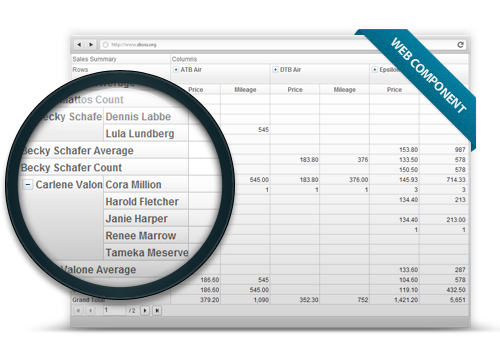 http://www.altova.org
WEB COMPONENT
Sales Summary Columns
Rows ATB Air DTB Air Epsilon
Price Mileage Price Mileage Price
Average
Mattos Count
Becky Schafe Dennis Labbe
Lula Lundberg 545
Becky Schafer Average 153.80 987
183.80 376 133.50 578
Becky Schafer Count 150.50 578
Carlene Valon Cora Million 545.00 183.80 376.00 145.93 714.33
1 1 1 3 3
Harold Fletcher 134.40 213
Janie Harper 134.40 213.00
Renee Marrow 1 1
Tameka Meserve
Valone Average 133.60 287
186.60 545 104.60 578
186.60 545.00 119.10 432.50
Grand Total 379.20 1,090 352.30 752 1,421.20 5,651
1 / 2